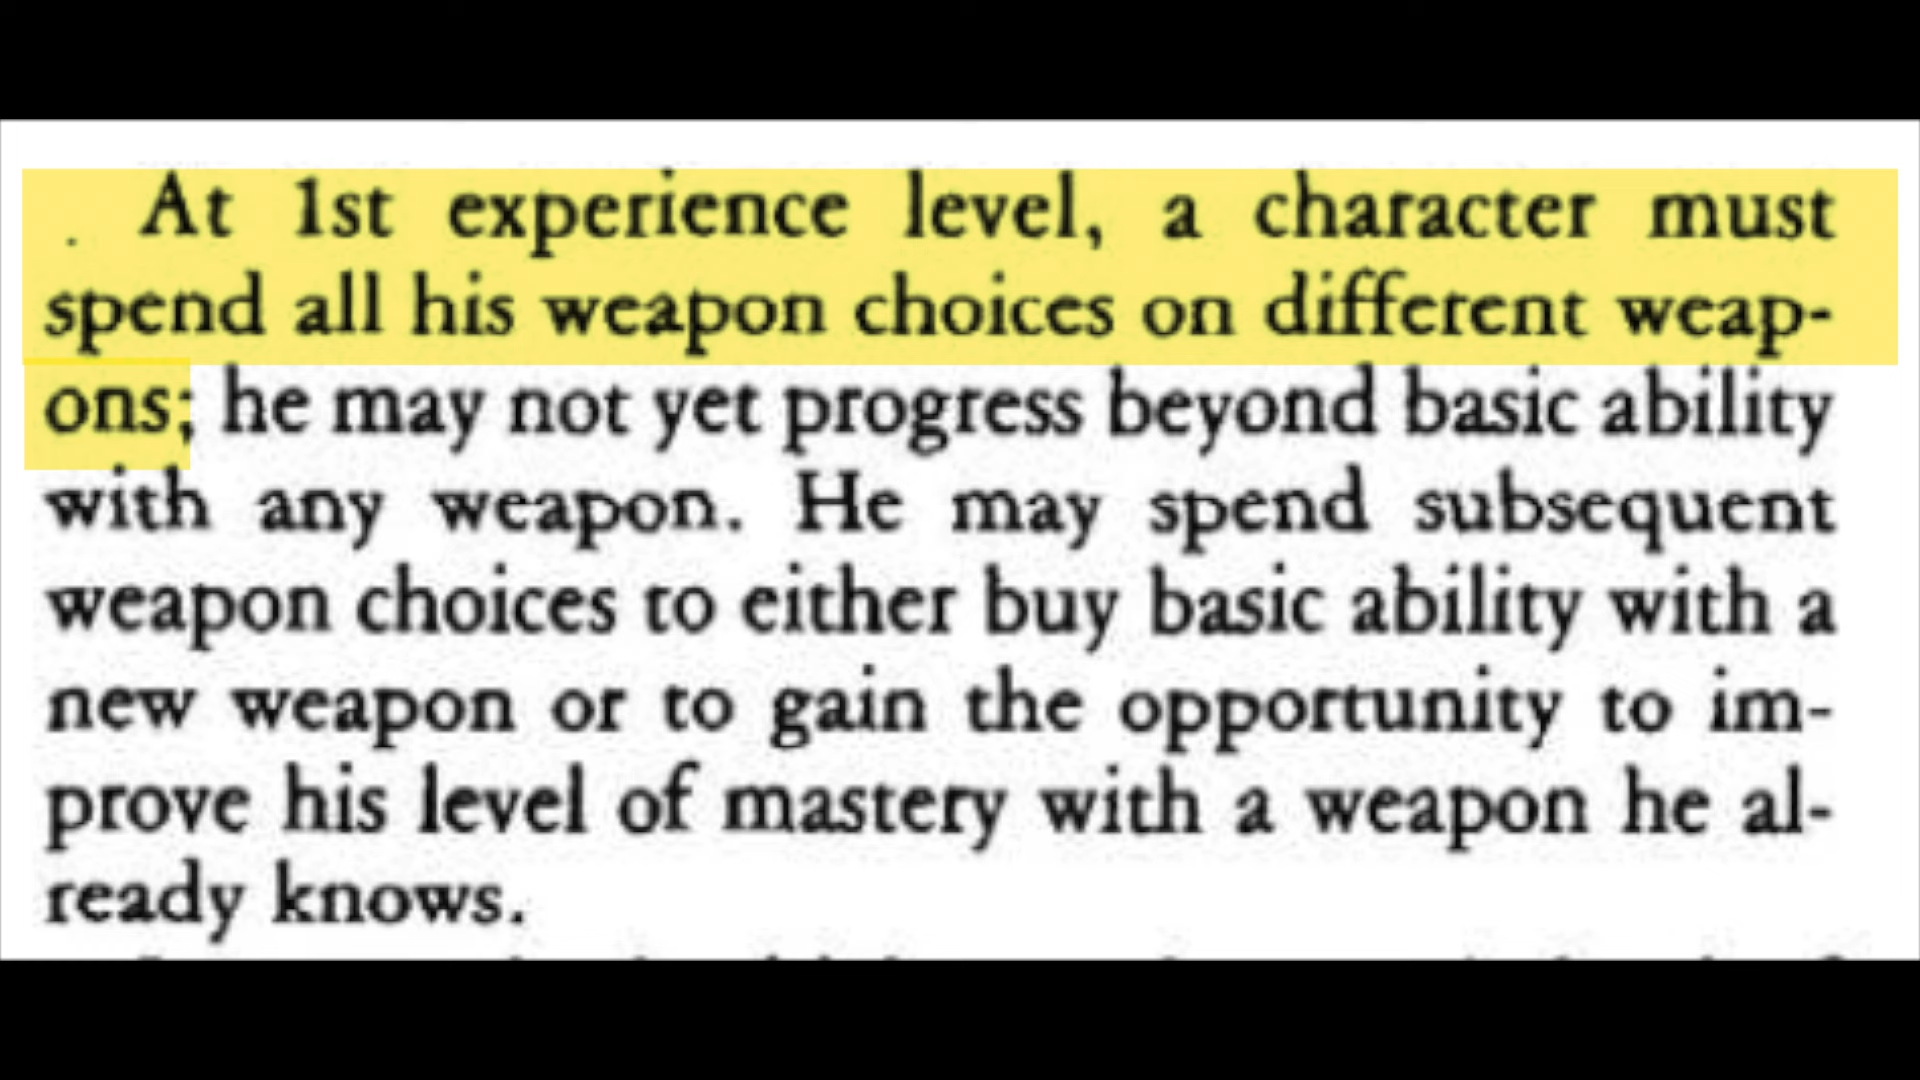 At 1st experience level, a character must
spend all his weapon choices on different weap-
ons; he may not yet progress beyond basic ability
with any weapon. He may spend subsequent
weapon choices to either buy basic ability with a
new weapon or to gain the opportunity to im-
prove his level of mastery with a weapon he al-
ready knows.